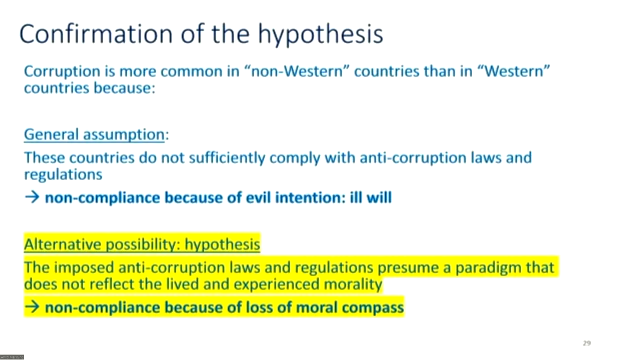 Confirmation of the hypothesis
Corruption is more common in “non-Western” countries than in “Western”
countries because:
General assumption:
These countries do not sufficiently comply with anti-corruption laws and
regulations
→ non-compliance because of evil intention: ill will
Alternative possibility: hypothesis
The imposed anti-corruption laws and regulations presume a paradigm that
does not reflect the lived and experienced morality
→ non-compliance because of loss of moral compass
29